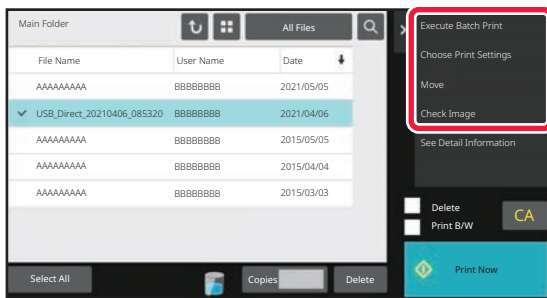 Main Folder
All Files
File Name User Name Date
AAAAAAAAA BBBBBBBB 2021/05/05
USB_Direct_20210406_085320 BBBBBBBB 2021/04/06
AAAAAAAAA BBBBBBBB 2015/05/05
AAAAAAAAA BBBBBBBB 2015/04/04
AAAAAAAAA BBBBBBBB 2015/03/03
Select All
Copies
Delete
Execute Batch Print
Choose Print Settings
Move
Check Image
See Detail Information
Delete
Print B/W
CA
Print Now